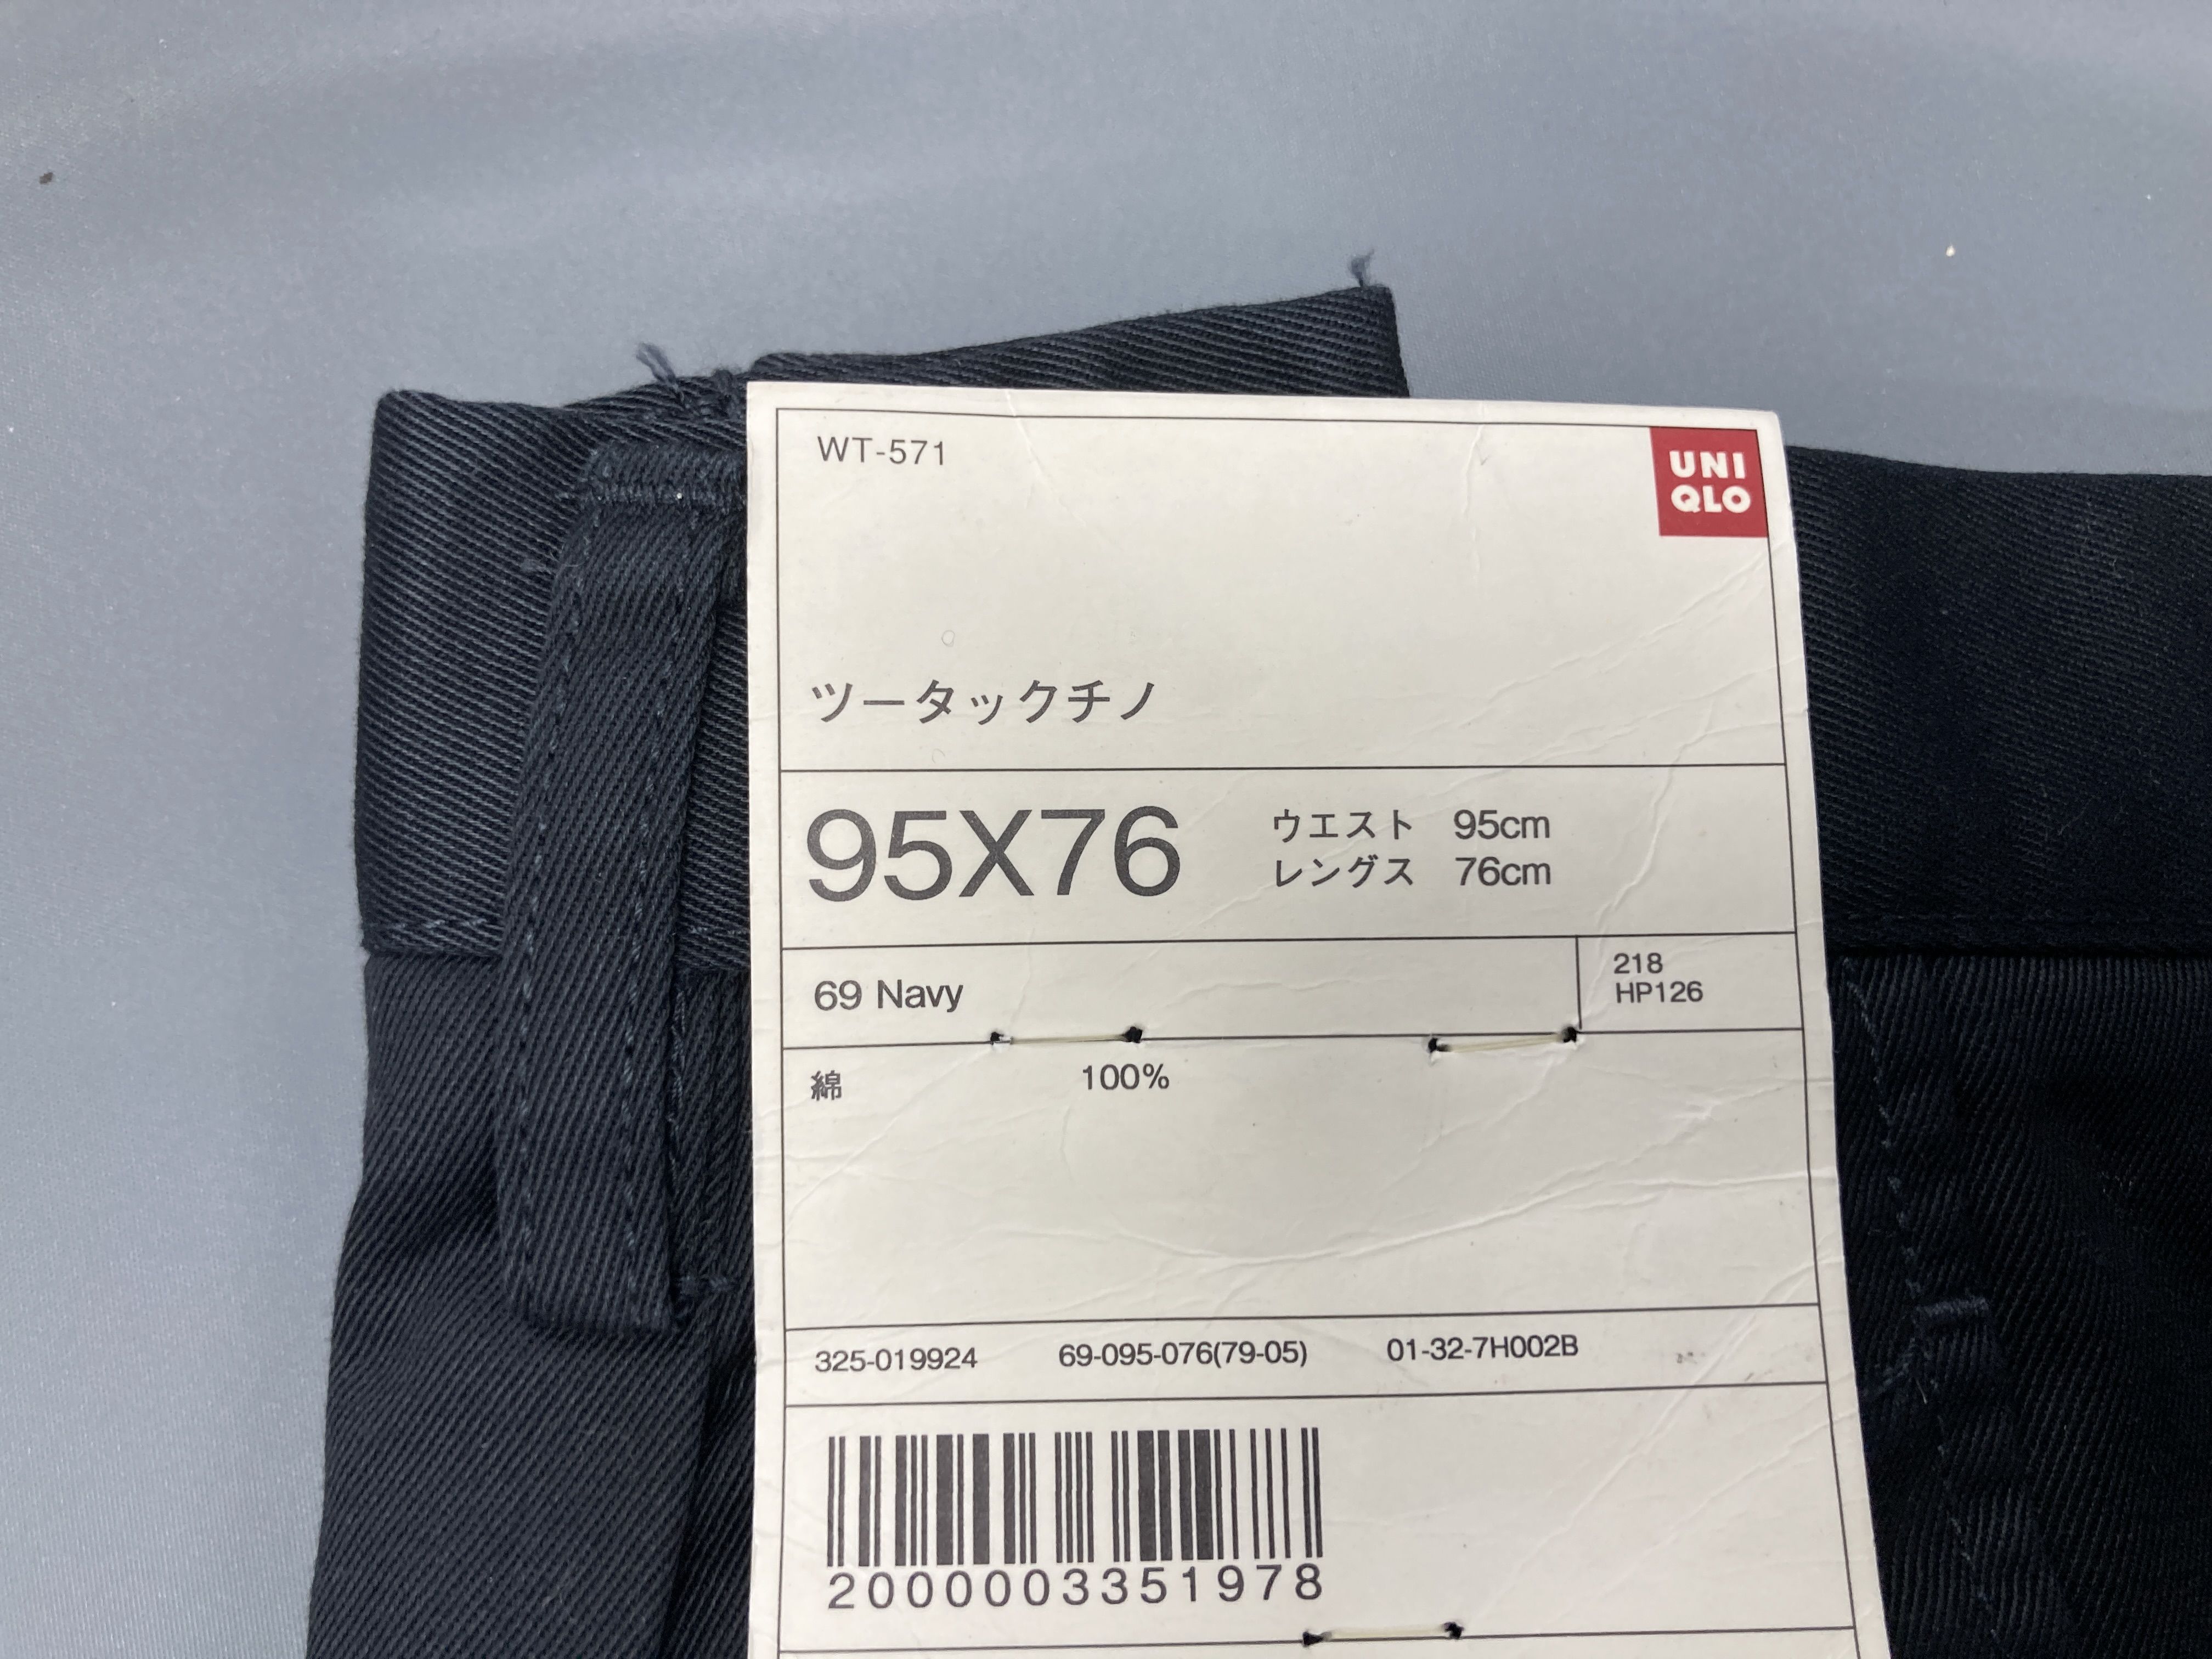 WT-571
UNI
QLO
ツータックチノ
95X76
ウエスト 95cm
レングス 76cm
69 Navy
218
HP126
綿 100%
325-019924 69-095-076(79-05) 01-32-7H002B
2000003351978